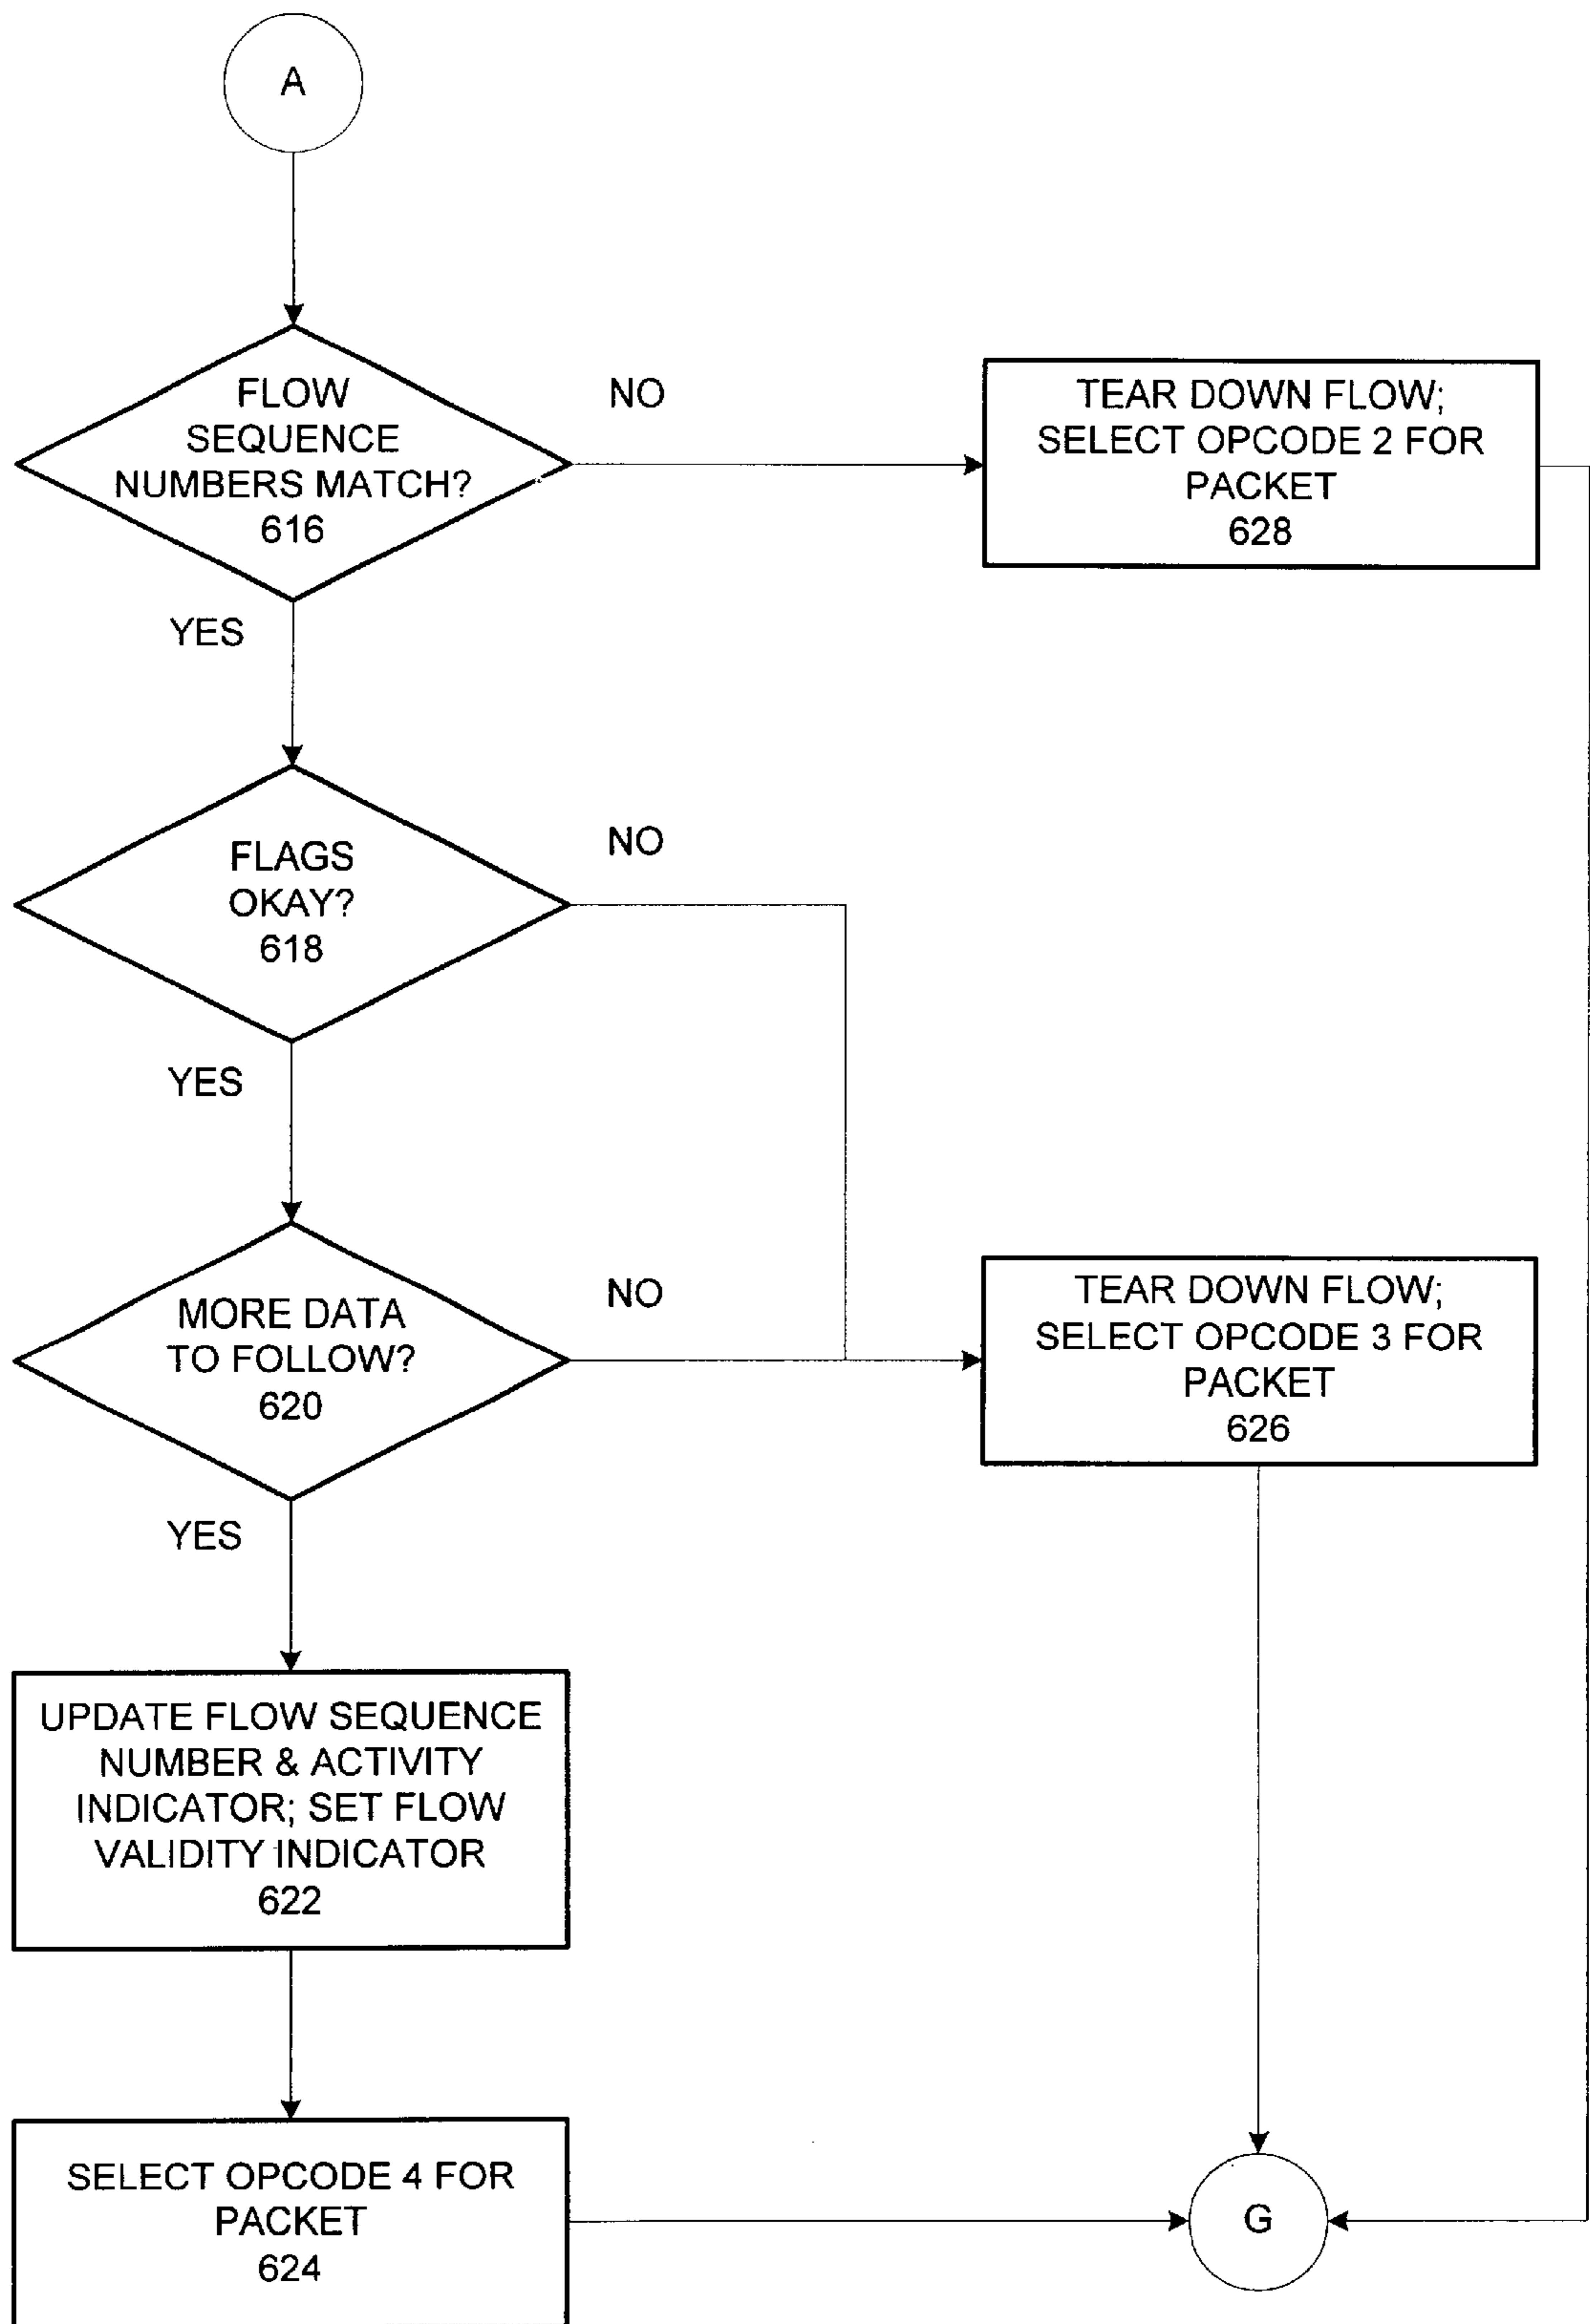 A
FLOW
SEQUENCE
NUMBERS MATCH?
616
NO
TEAR DOWN FLOW;
SELECT OPCODE 2 FOR
PACKET
628
YES
FLAGS
OKAY?
618
NO
YES
MORE DATA
TO FOLLOW?
620
NO
TEAR DOWN FLOW;
SELECT OPCODE 3 FOR
PACKET
626
YES
UPDATE FLOW SEQUENCE
NUMBER & ACTIVITY
INDICATOR; SET FLOW
VALIDITY INDICATOR
622
SELECT OPCODE 4 FOR
PACKET
624
G